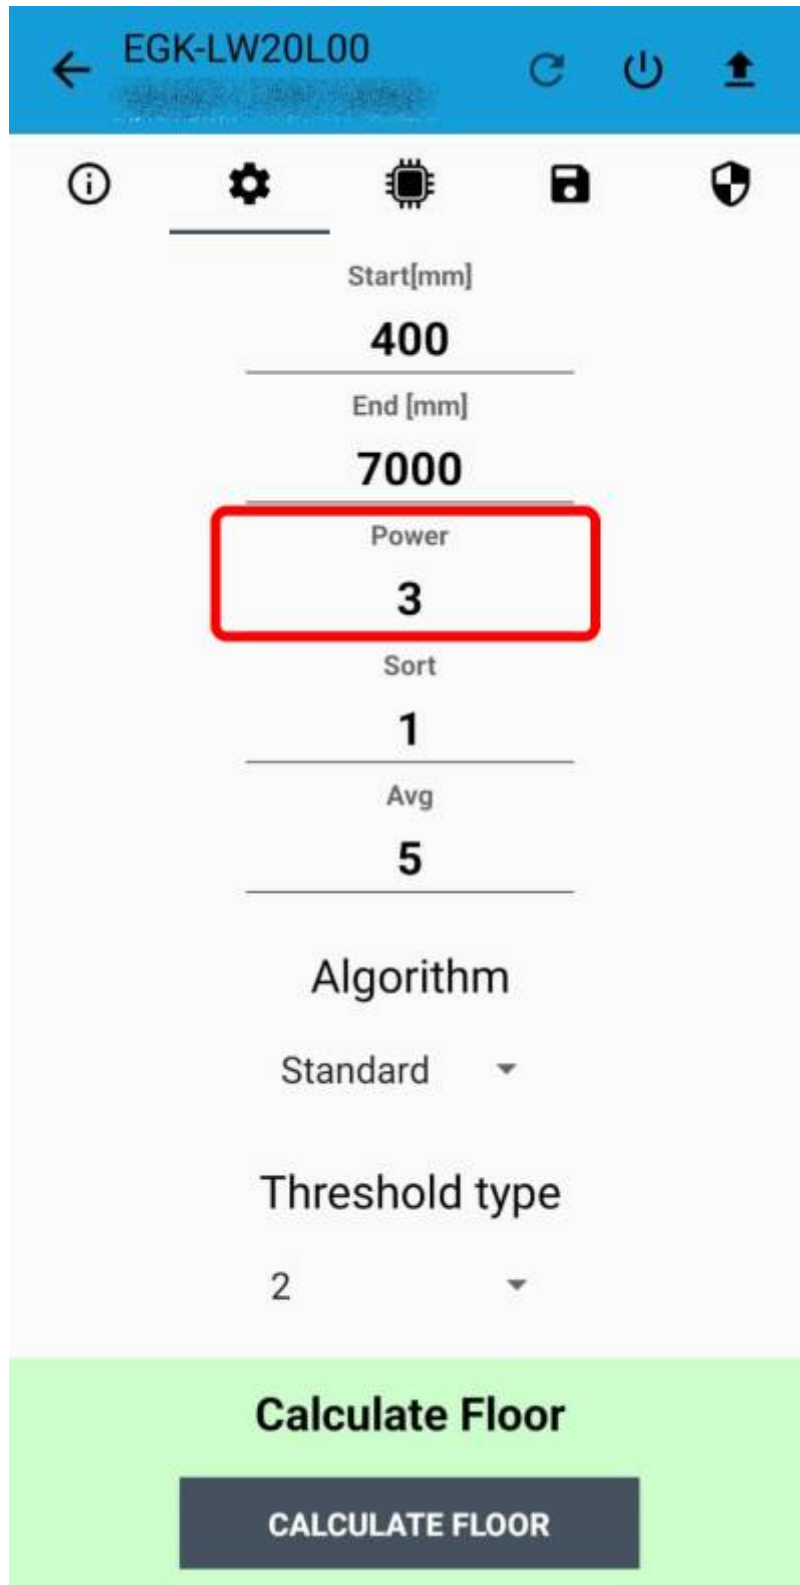 EGK-LW20L00
Start[mm]
400
End [mm]
7000
Power
3
Sort
1
Avg
5
Algorithm
Standard
Threshold type
2
Calculate Floor
CALCULATE FLOOR